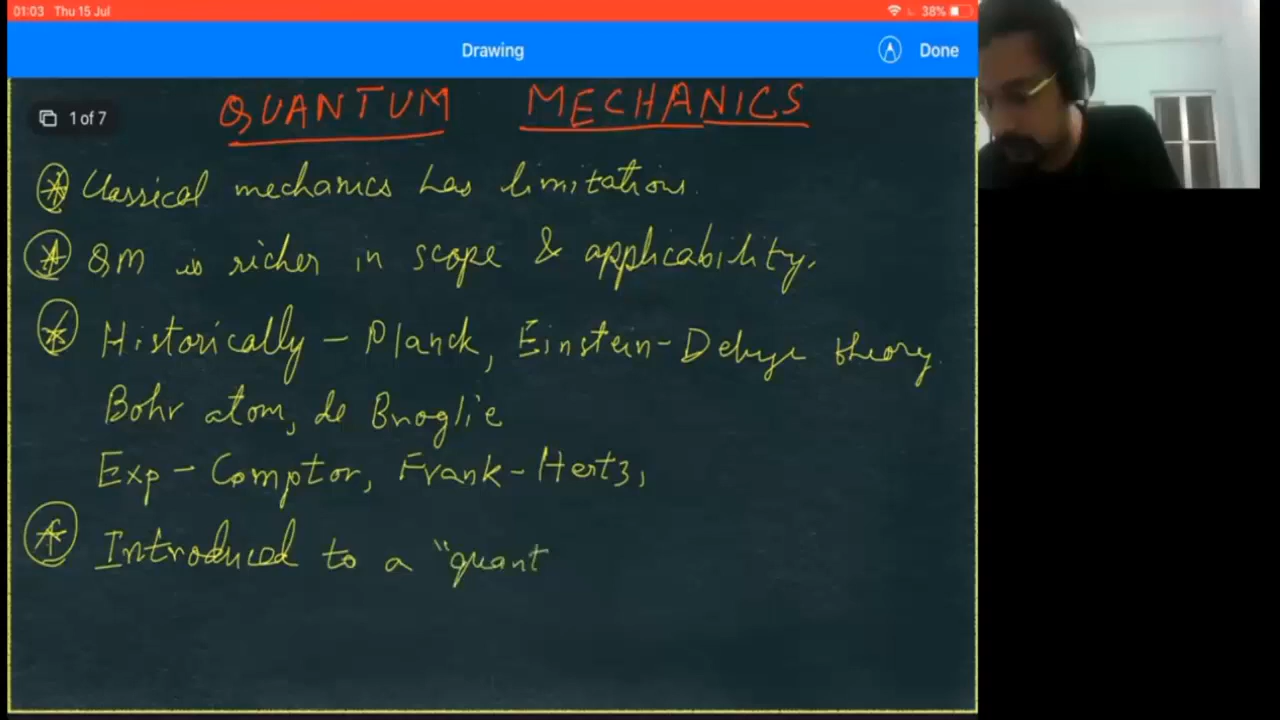 01:03 Thu 15 Jul 38%
Drawing Done
1 of 7
QUANTUM MECHANICS
Classical mechanics has limitations.
QM is richer in scope & applicability.
Historically - Planck, Einstein-Debye theory.
Bohr atom, de Broglie
Exp - Compton, Frank-Hertz,
Introduced to a "quant